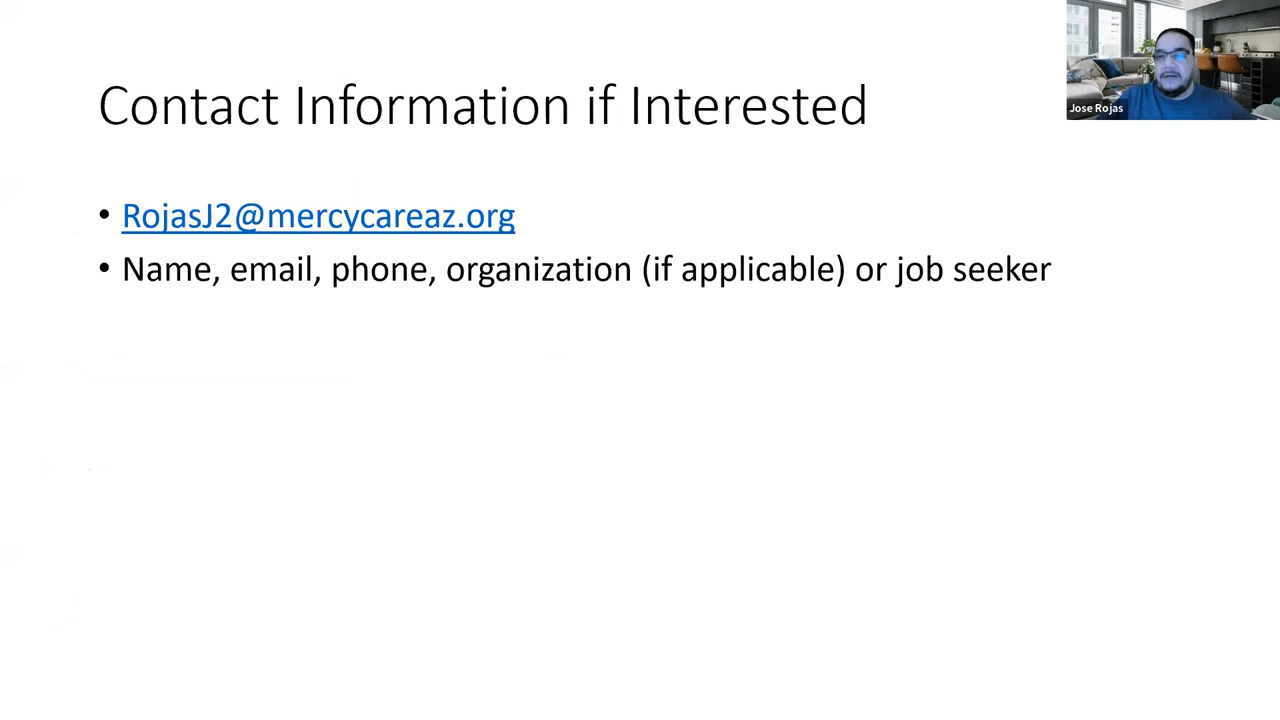 Contact Information if Interested
Jose Rojas
• RojasJ2@mercycareaz.org
• Name, email, phone, organization (if applicable) or job seeker